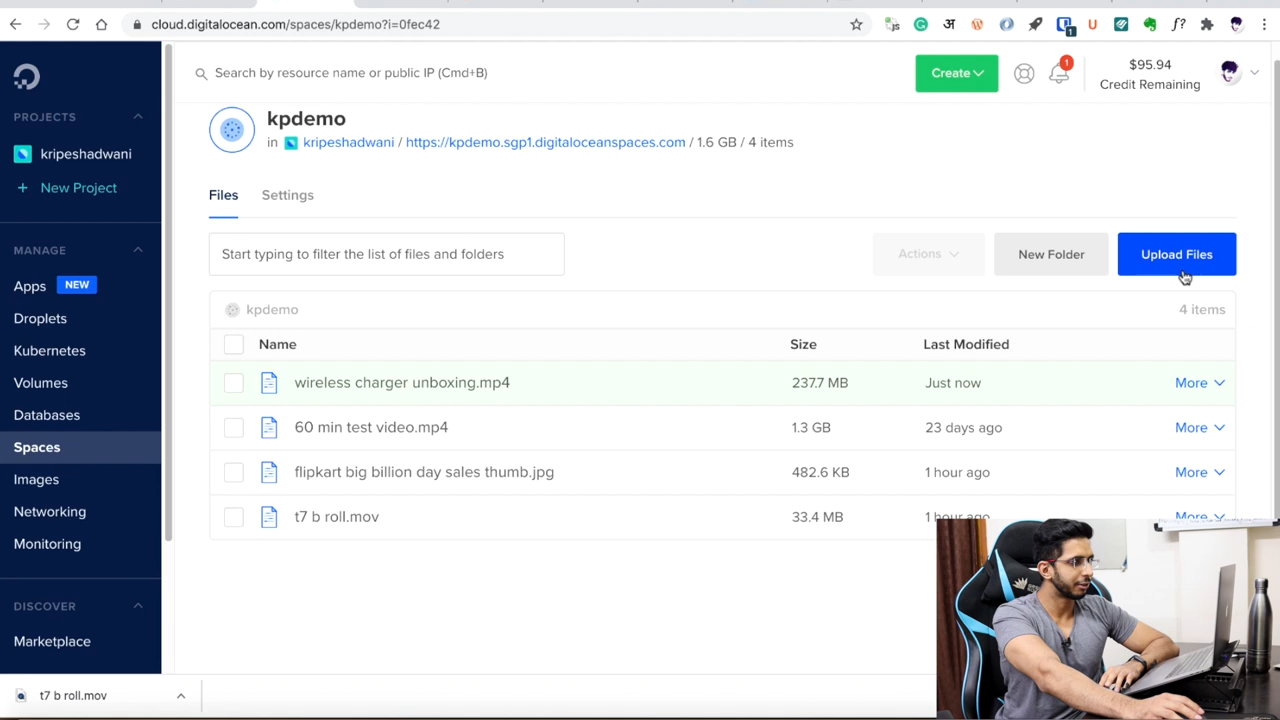 cloud.digitalocean.com/spaces/kpdemo?i=0fec42
अ
U
f?
1
Search by resource name or public IP (Cmd+B)
Create
1
$95.94
Credit Remaining
PROJECTS
kripeshadwani
+ New Project
MANAGE
Apps NEW
Droplets
Kubernetes
Volumes
Databases
Spaces
Images
Networking
Monitoring
DISCOVER
Marketplace
kpdemo
in kripeshadwani / https://kpdemo.sgp1.digitaloceanspaces.com / 1.6 GB / 4 items
Files Settings
Start typing to filter the list of files and folders
Actions
New Folder
Upload Files
kpdemo 4 items
Name Size Last Modified
wireless charger unboxing.mp4 237.7 MB Just now More
60 min test video.mp4 1.3 GB 23 days ago More
flipkart big billion day sales thumb.jpg 482.6 KB 1 hour ago More
t7 b roll.mov 33.4 MB 1 hour ago More
t7 b roll.mov